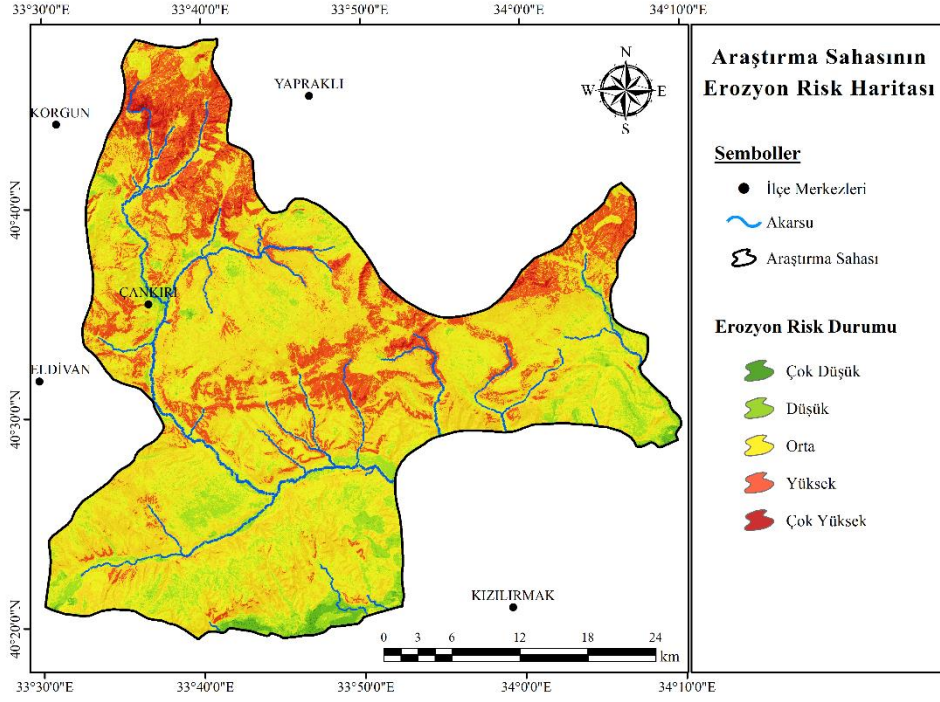 33°30'0"E 33°40'0"E 33°50'0"E 34°0'0"E 34°10'0"E
Araştırma Sahasının
Erozyon Risk Haritası
N
W E
S
YAPRAKLI
KORGUN
ÇANKIRI
ELDİVAN
KIZILIRMAK
40°40'0"N
40°30'0"N
40°20'0"N
Semboller
İlçe Merkezleri
Akarsu
Araştırma Sahası
Erozyon Risk Durumu
Çok Düşük
Düşük
Orta
Yüksek
Çok Yüksek
0 3 6 12 18 24
km
33°30'0"E 33°40'0"E 33°50'0"E 34°0'0"E 34°10'0"E